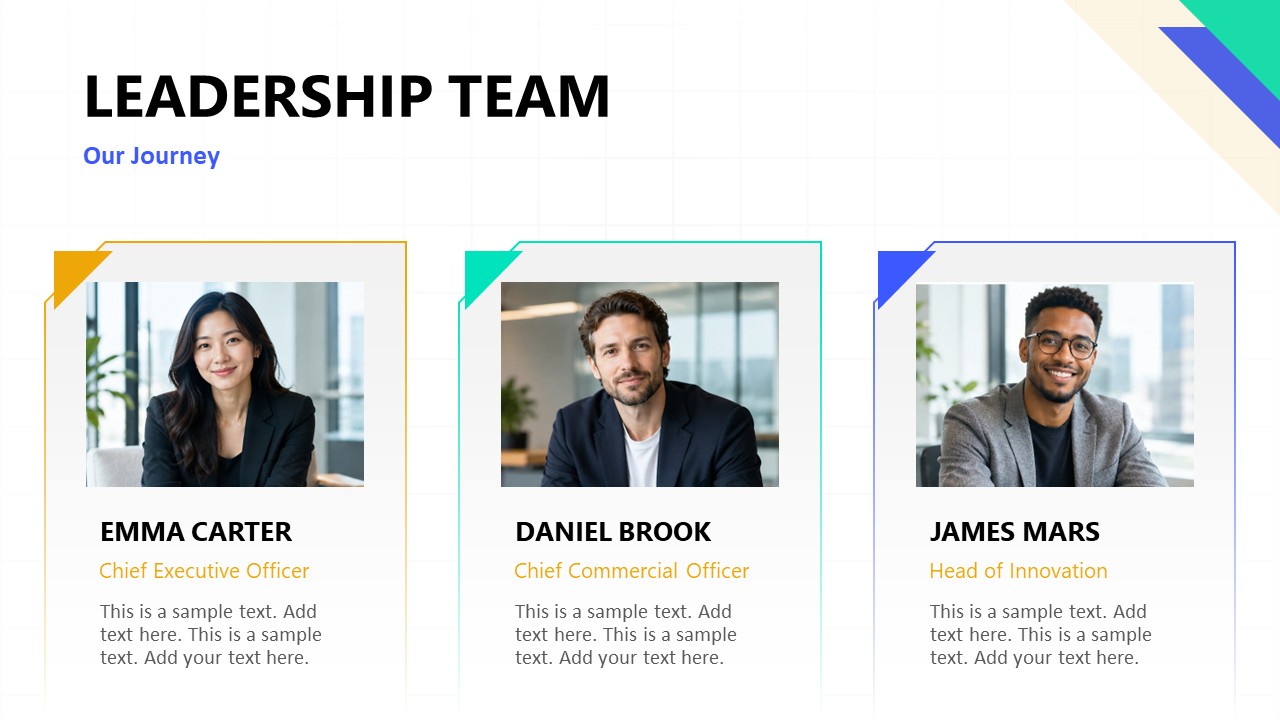 LEADERSHIP TEAM
Our Journey
EMMA CARTER
Chief Executive Officer
This is a sample text. Add
text here. This is a sample
text. Add your text here.
DANIEL BROOK
Chief Commercial Officer
This is a sample text. Add
text here. This is a sample
text. Add your text here.
JAMES MARS
Head of Innovation
This is a sample text. Add
text here. This is a sample
text. Add your text here.